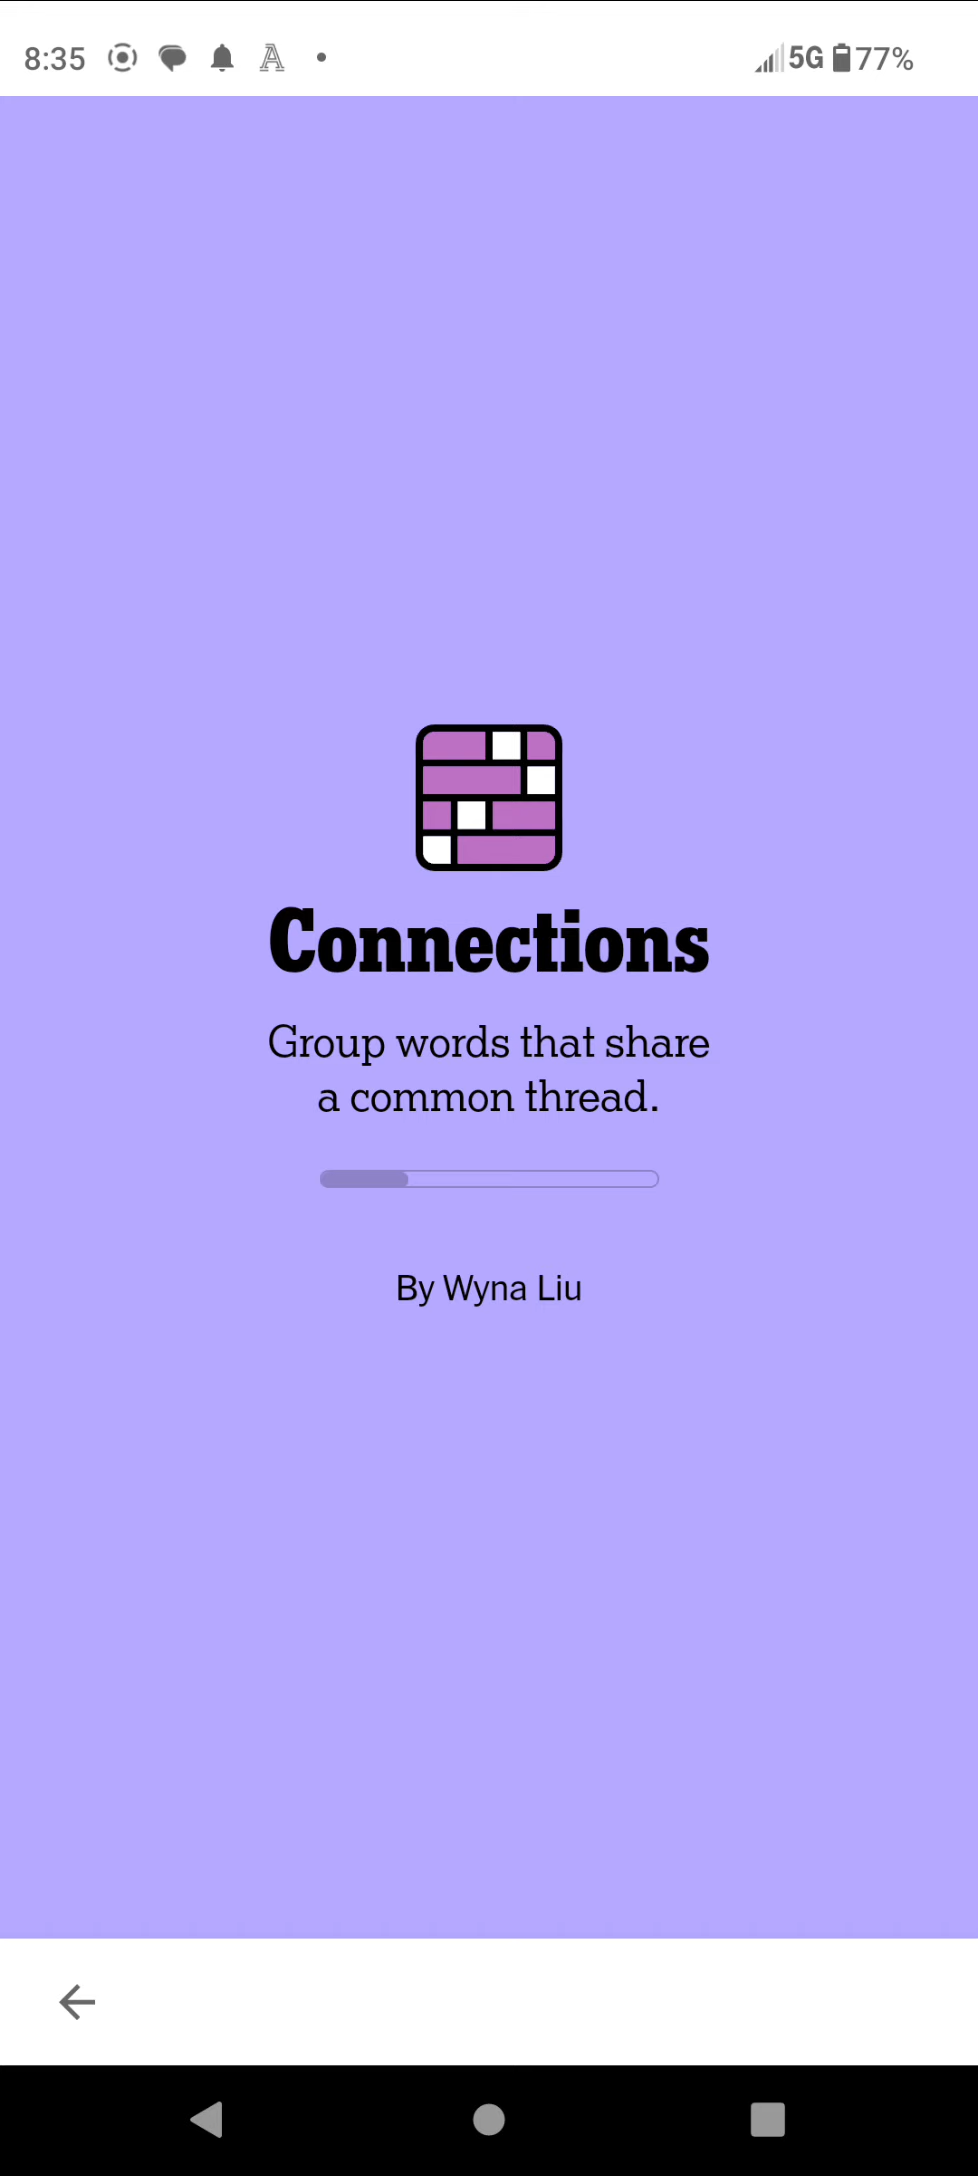 8:35 5G 77%
Connections
Group words that share
a common thread.
By Wyna Liu